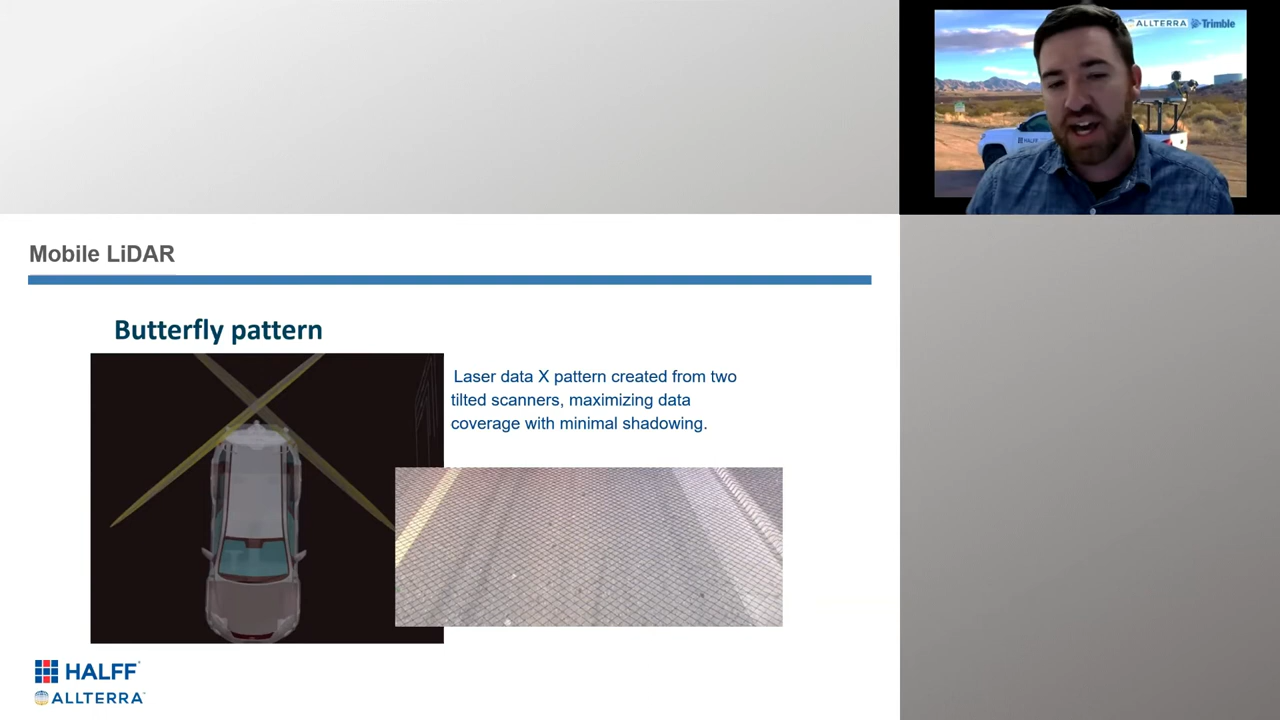 ALLTERRA Trimble
HALFF
Mobile LiDAR
Butterfly pattern
Laser data X pattern created from two
tilted scanners, maximizing data
coverage with minimal shadowing.
HALFF
ALLTERRA